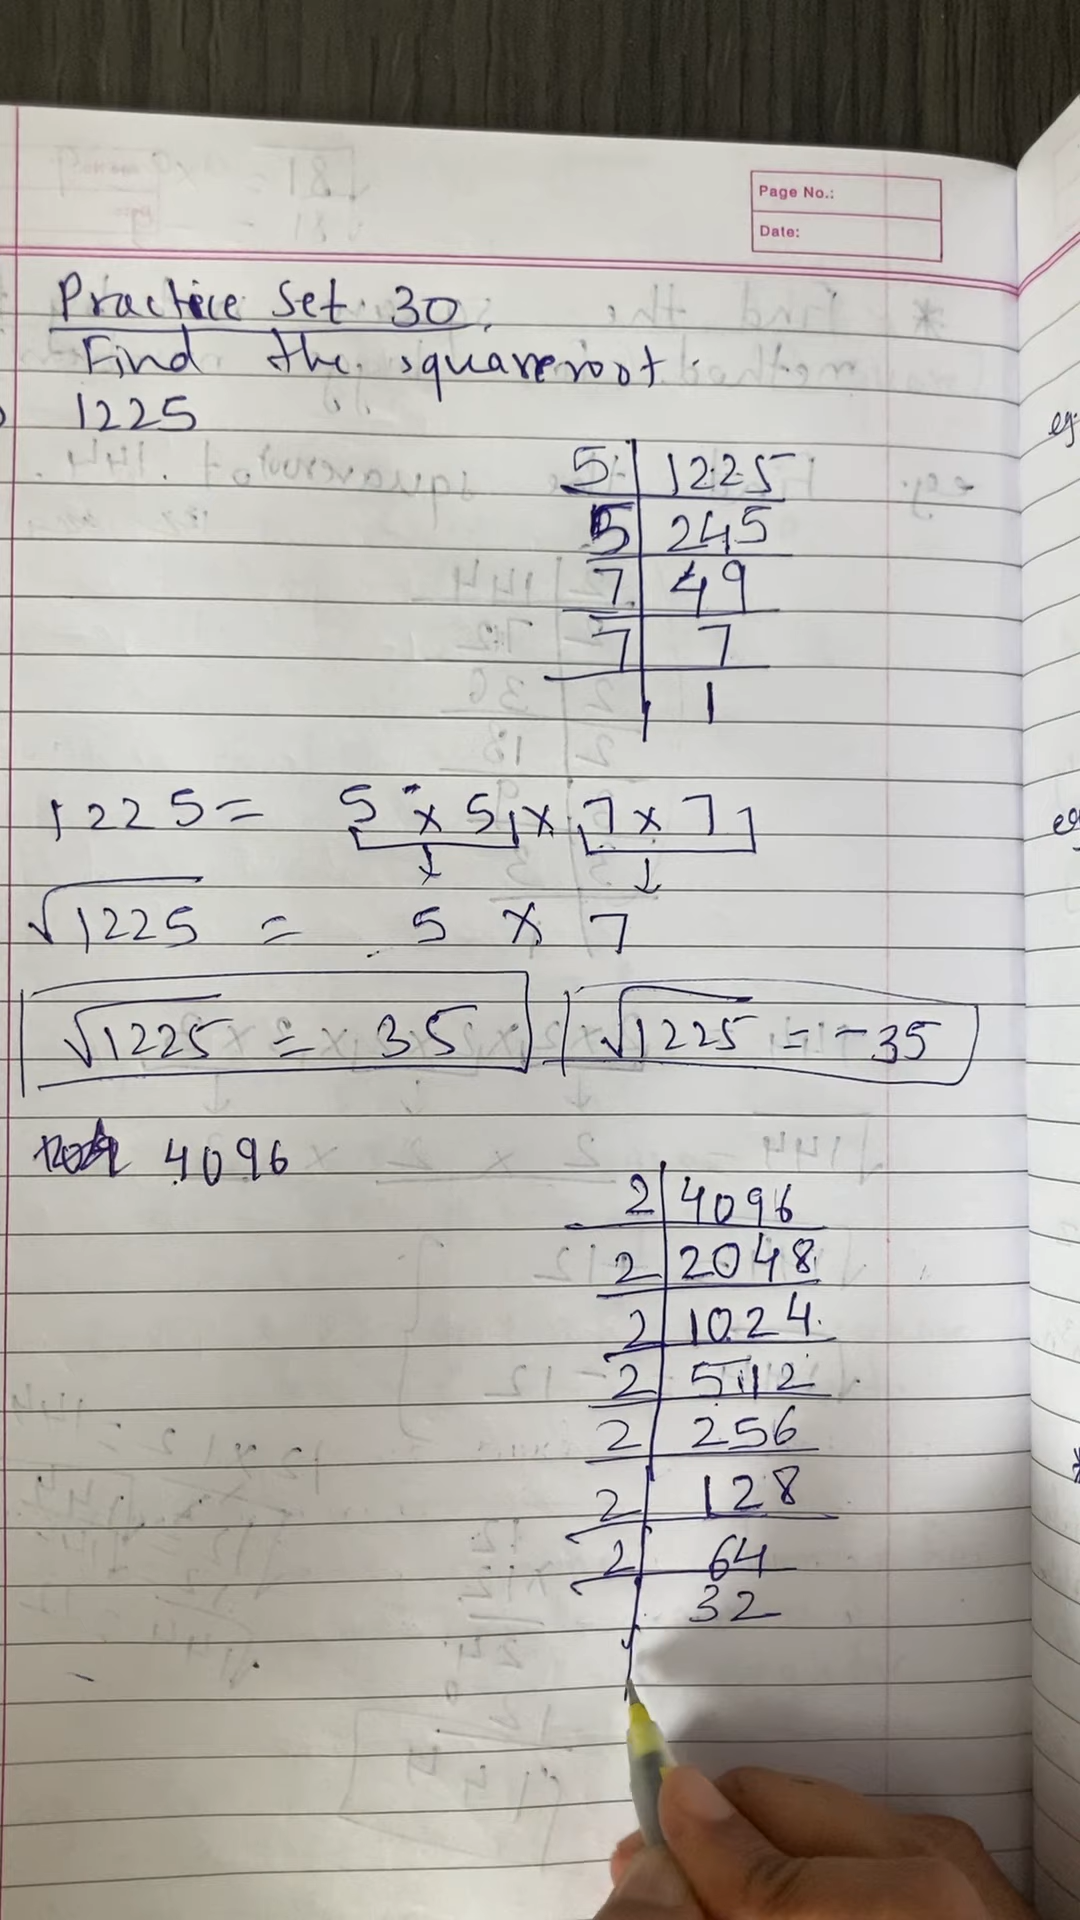 Page No.:
Date:
Practice Set 30.
Find the squareroot.
1225
5 | 1225
5 | 245
7 | 49
7 | 7
| 1
1225 = 5 x 5 x 7 x 7
√1225 = 5 x 7
√1225 = 35 √1225 = -35
4096
2 | 4096
2 | 2048
2 | 1024
2 | 512
2 | 256
2 | 128
2 | 64
| 32
eg.